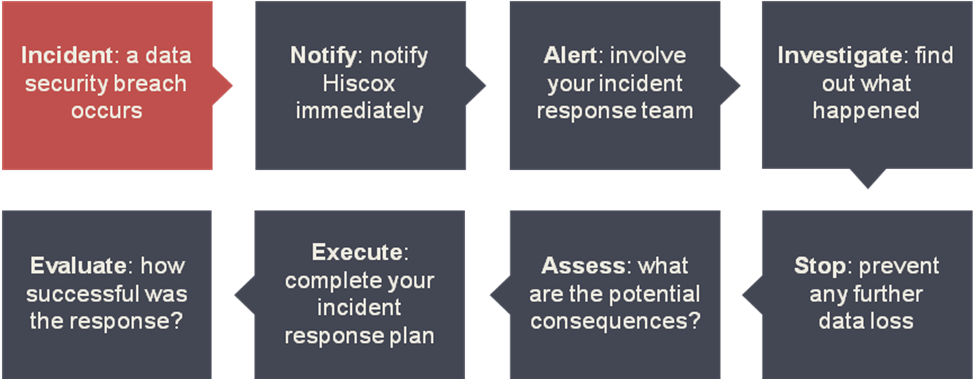 Incident: a data
security breach
occurs
Notify: notify
Hiscox
immediately
Alert: involve
your incident
response team
Investigate: find
out what
happened
Stop: prevent
any further
data loss
Assess: what
are the potential
consequences?
Execute:
complete your
incident
response plan
Evaluate: how
successful was
the response?